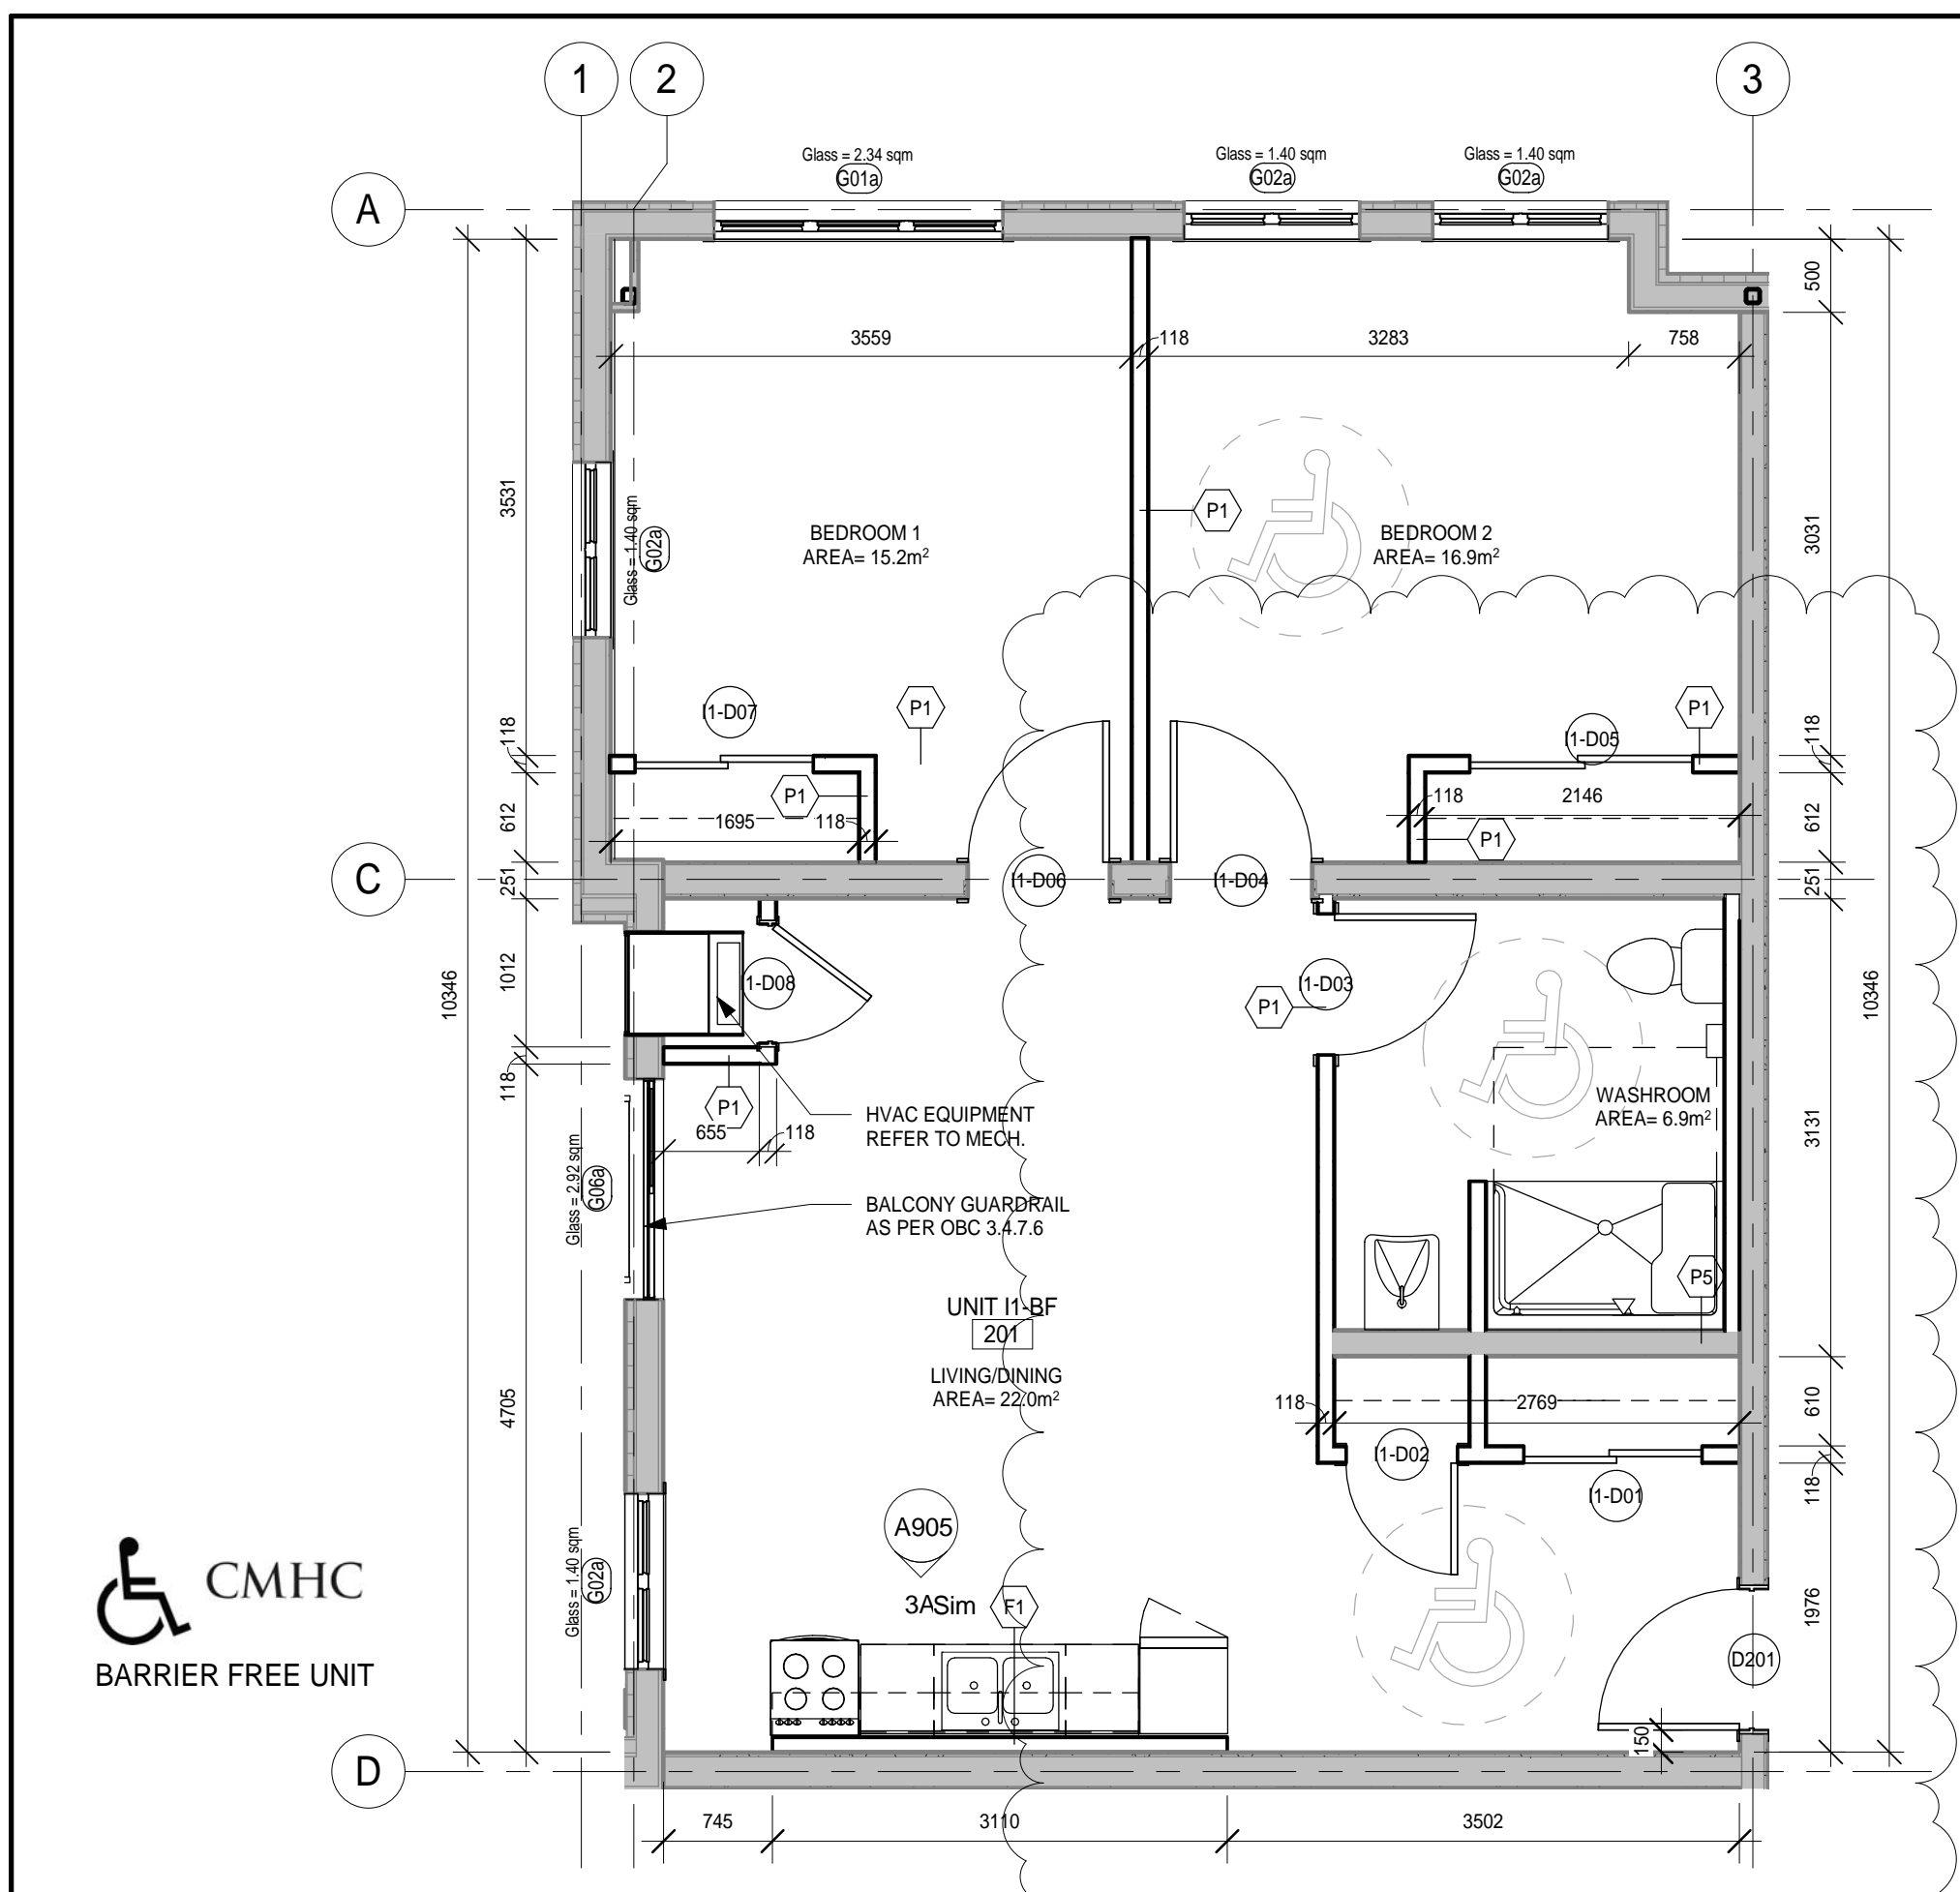 1
2
3
Glass = 2.34 sqm
G01a
Glass = 1.40 sqm
G02a
Glass = 1.40 sqm
G02a
A
500
3559
118
3283
758
3531
Glass = 1.40 sqm
G02a
BEDROOM 1
AREA= 15.2m²
P1
BEDROOM 2
AREA= 16.9m²
3031
I1-D07
P1
I1-D05
P1
118
118
P1
1695
118
118
2146
P1
612
612
C
251
I1-D06
I1-D04
251
10346
1012
I1-D08
I1-D03
P1
10346
118
P1
655
118
HVAC EQUIPMENT
REFER TO MECH.
WASHROOM
AREA= 6.9m²
3131
Glass = 2.92 sqm
G06a
BALCONY GUARDRAIL
AS PER OBC 3.4.7.6
P5
UNIT I1-BF
201
LIVING/DINING
AREA= 22.0m²
4705
118
2769
610
I1-D02
I1-D01
118
A905
3A
Sim
F1
Glass = 1.40 sqm
G02a
1976
D201
150
CMHC
BARRIER FREE UNIT
D
745
3110
3502